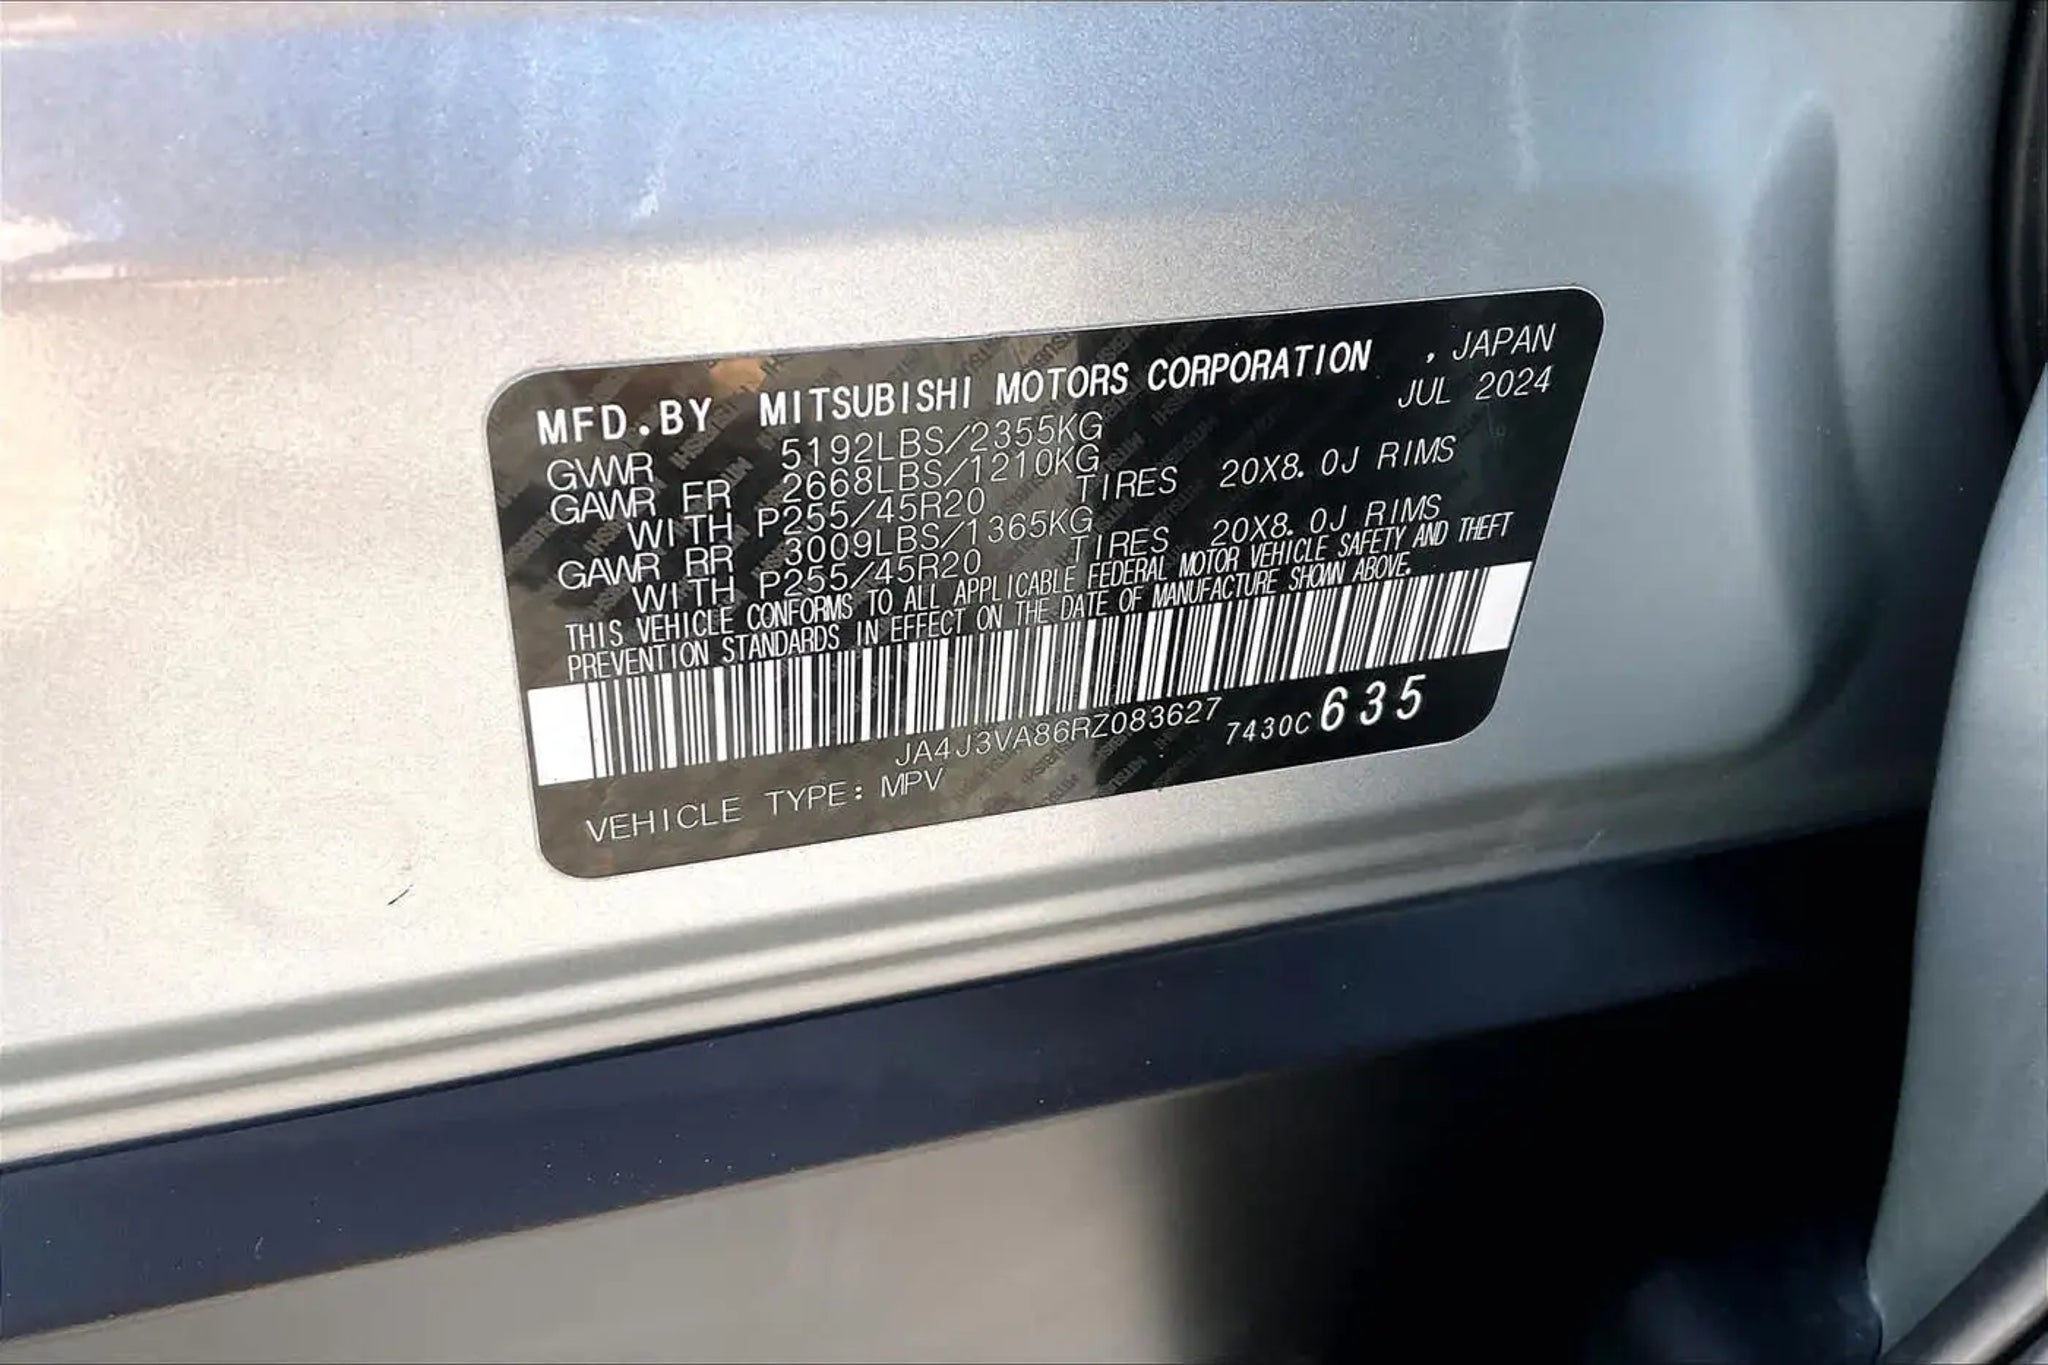 MFD.BY MITSUBISHI MOTORS CORPORATION , JAPAN
JUL 2024
GVWR 5192LBS/2355KG
GAWR FR 2668LBS/1210KG
WITH P255/45R20 TIRES 20X8.0J RIMS
GAWR RR 3009LBS/1365KG
WITH P255/45R20 TIRES 20X8.0J RIMS
THIS VEHICLE CONFORMS TO ALL APPLICABLE FEDERAL MOTOR VEHICLE SAFETY AND THEFT
PREVENTION STANDARDS IN EFFECT ON THE DATE OF MANUFACTURE SHOWN ABOVE.
JA4J3VA86RZ083627 7430C635
VEHICLE TYPE: MPV